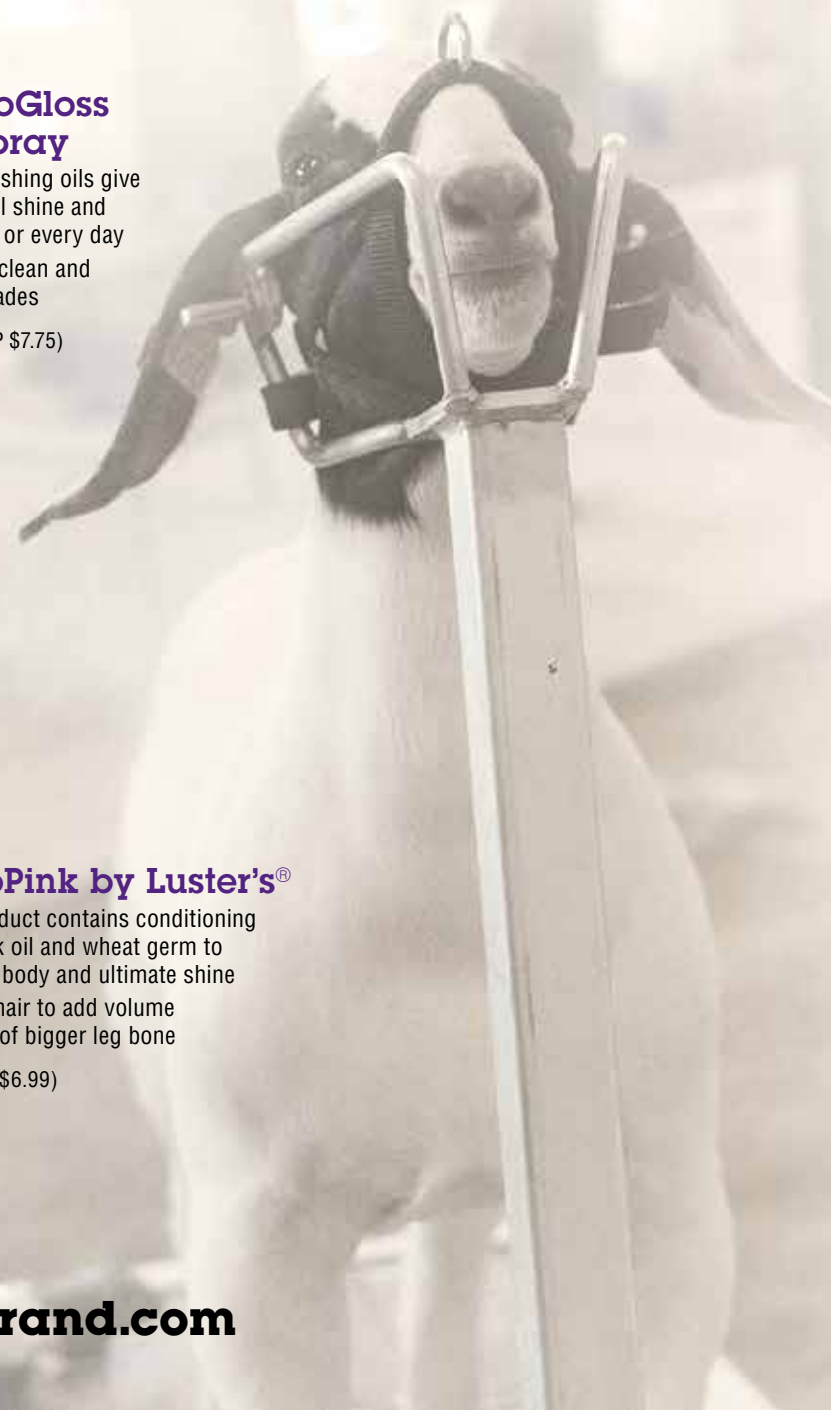 oGloss
pray
shing oils give
l shine and
or every day
clean and
ades
P $7.75)
oPink by Luster's®
duct contains conditioning
k oil and wheat germ to
body and ultimate shine
hair to add volume
of bigger leg bone
$6.99)
rand.com